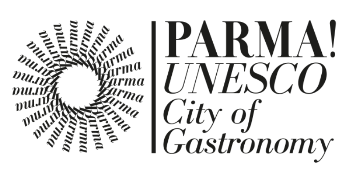 PARMA!
UNESCO
City of
Gastronomy